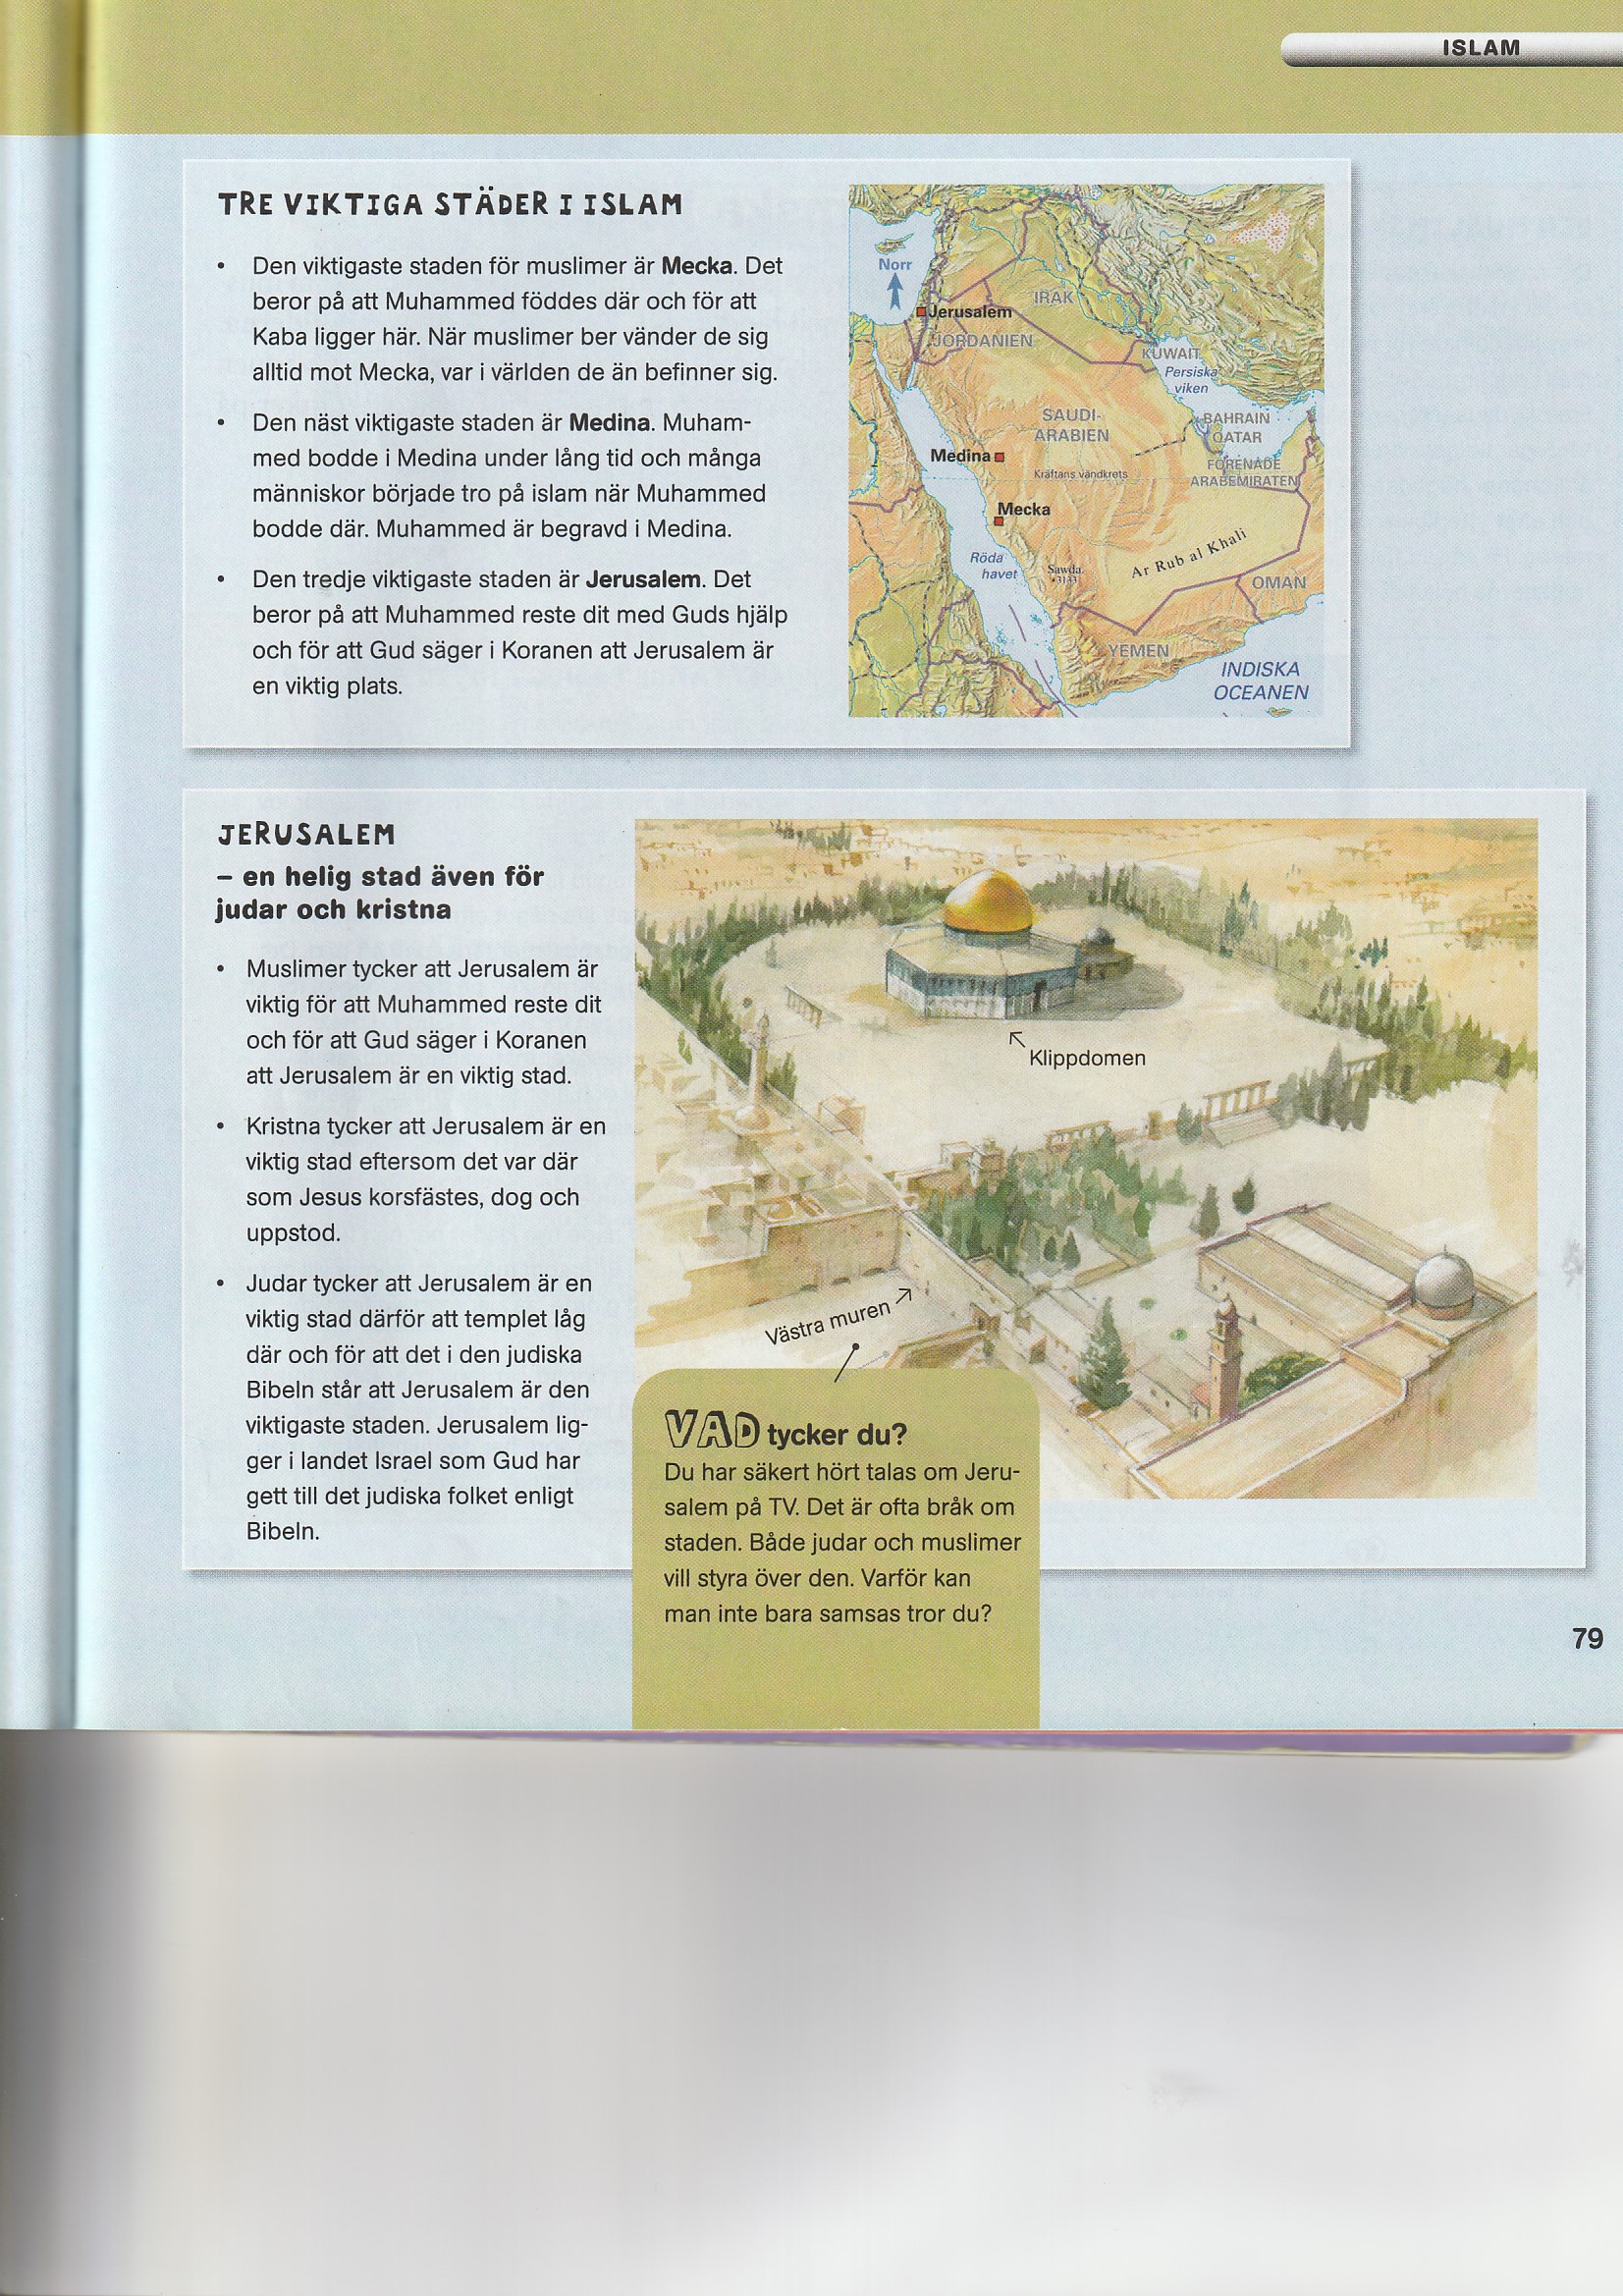 ISLAM
TRE VIKTIGA STÄDER I ISLAM
• Den viktigaste staden för muslimer är Mecka. Det
beror på att Muhammed föddes där och för att
Kaba ligger här. När muslimer ber vänder de sig
alltid mot Mecka, var i världen de än befinner sig.
• Den näst viktigaste staden är Medina. Muham-
med bodde i Medina under lång tid och många
människor började tro på islam när Muhammed
bodde där. Muhammed är begravd i Medina.
• Den tredje viktigaste staden är Jerusalem. Det
beror på att Muhammed reste dit med Guds hjälp
och för att Gud säger i Koranen att Jerusalem är
en viktig plats.
Norr
Jerusalem
IRAK
JORDANIEN
KUWAIT
Persiska
viken
SAUDI-
ARABIEN
BAHRAIN
QATAR
Medina
Kräftans vändkrets
FÖRENADE
ARABEMIRATEN
Mecka
Röda
havet
Sawda
3133
Ar Rub al Khali
OMAN
YEMEN
INDISKA
OCEANEN
JERUSALEM
– en helig stad även för
judar och kristna
• Muslimer tycker att Jerusalem är
viktig för att Muhammed reste dit
och för att Gud säger i Koranen
att Jerusalem är en viktig stad.
• Kristna tycker att Jerusalem är en
viktig stad eftersom det var där
som Jesus korsfästes, dog och
uppstod.
• Judar tycker att Jerusalem är en
viktig stad därför att templet låg
där och för att det i den judiska
Bibeln står att Jerusalem är den
viktigaste staden. Jerusalem lig-
ger i landet Israel som Gud har
gett till det judiska folket enligt
Bibeln.
Klippdomen
Västra muren
VAD tycker du?
Du har säkert hört talas om Jeru-
salem på TV. Det är ofta bråk om
staden. Både judar och muslimer
vill styra över den. Varför kan
man inte bara samsas tror du?
79